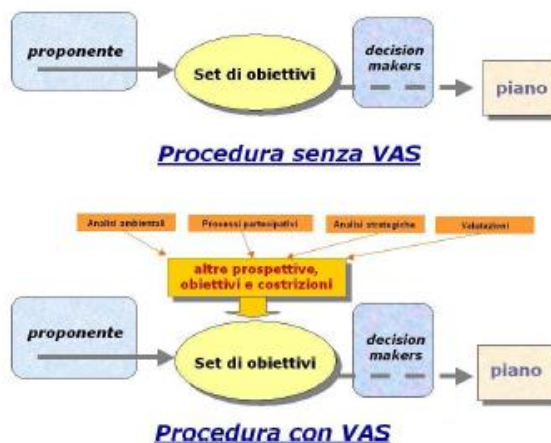 proponente
Set di obiettivi
decision
makers
piano
Procedura senza VAS
Analisi ambientali
Processi partecipativi
Analisi strategiche
Valutazioni
altre prospettive,
obiettivi e costrizioni
proponente
Set di obiettivi
decision
makers
piano
Procedura con VAS